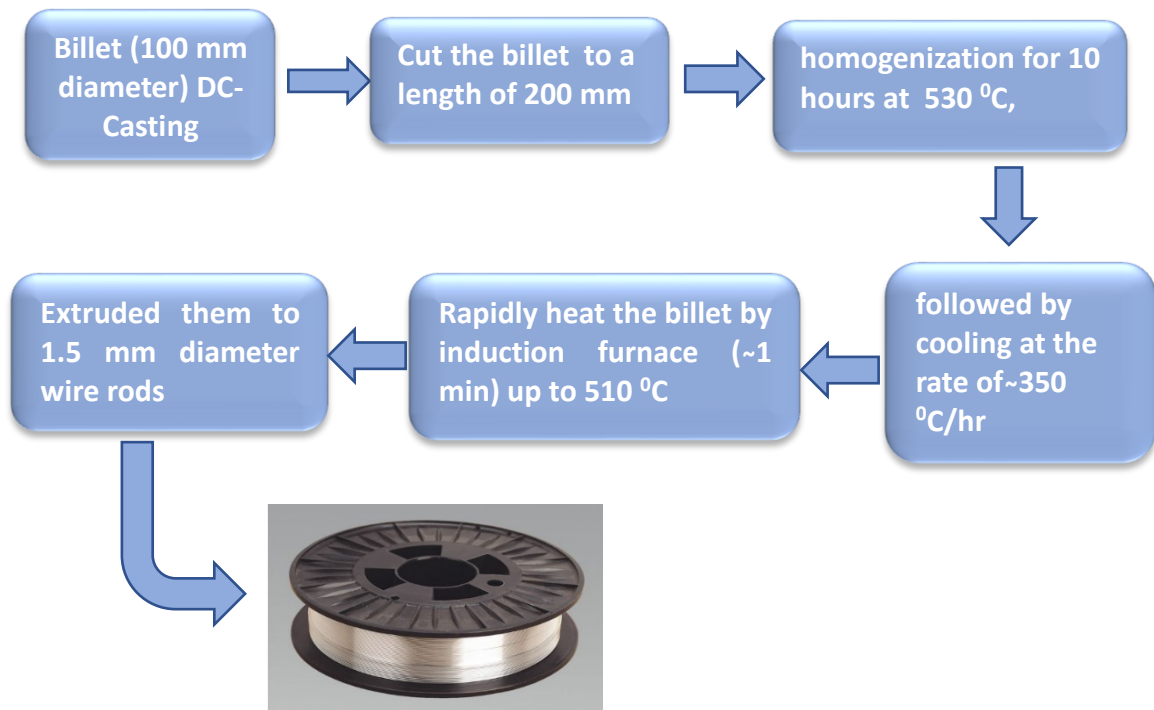 Billet (100 mm
diameter) DC-
Casting
Cut the billet to a
length of 200 mm
homogenization for 10
hours at 530 ⁰C,
followed by
cooling at the
rate of~350
⁰C/hr
Rapidly heat the billet by
induction furnace (~1
min) up to 510 ⁰C
Extruded them to
1.5 mm diameter
wire rods